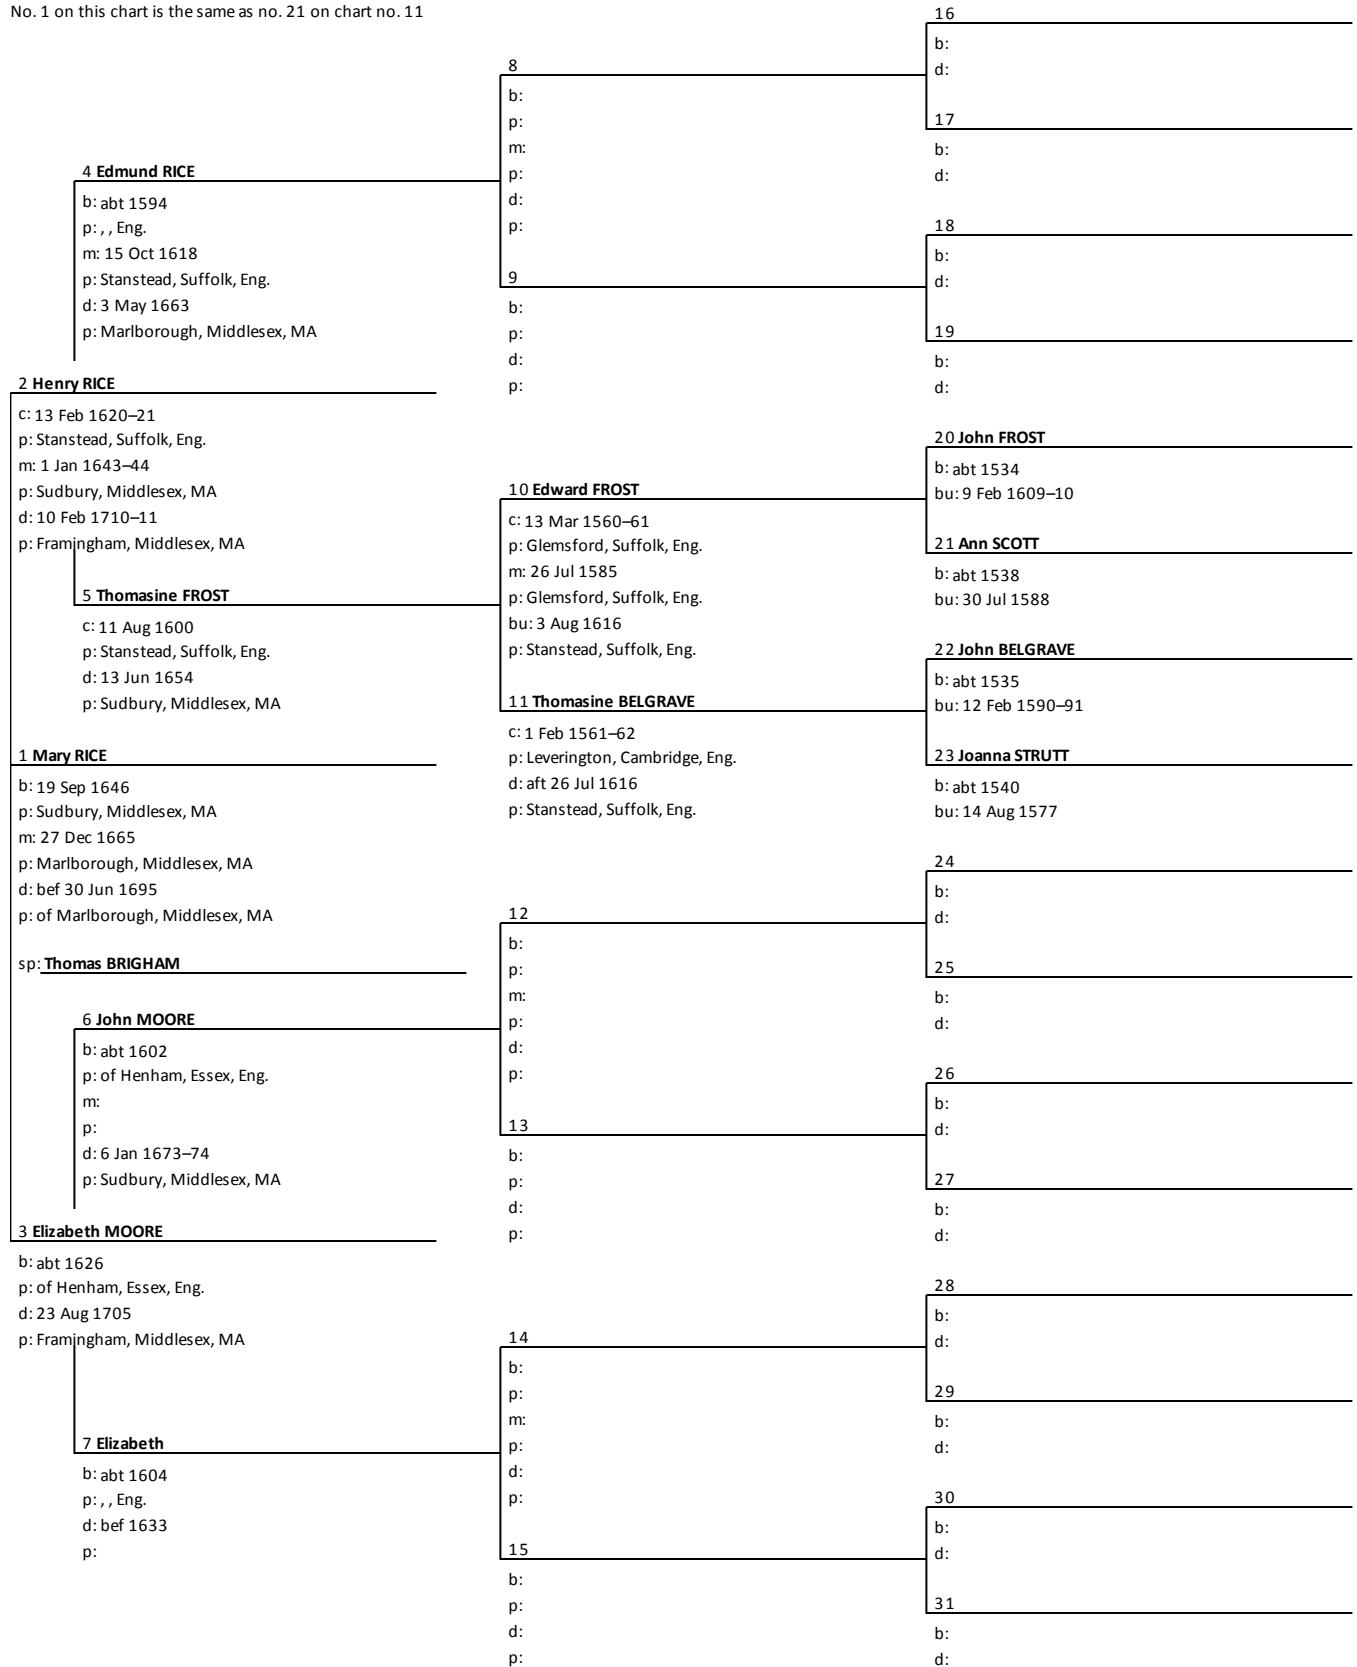 No. 1 on this chart is the same as no. 21 on chart no. 11
4 Edmund RICE
b: abt 1594
p: , , Eng.
m: 15 Oct 1618
p: Stanstead, Suffolk, Eng.
d: 3 May 1663
p: Marlborough, Middlesex, MA
2 Henry RICE
c: 13 Feb 1620–21
p: Stanstead, Suffolk, Eng.
m: 1 Jan 1643–44
p: Sudbury, Middlesex, MA
d: 10 Feb 1710–11
p: Framingham, Middlesex, MA
5 Thomasine FROST
c: 11 Aug 1600
p: Stanstead, Suffolk, Eng.
d: 13 Jun 1654
p: Sudbury, Middlesex, MA
1 Mary RICE
b: 19 Sep 1646
p: Sudbury, Middlesex, MA
m: 27 Dec 1665
p: Marlborough, Middlesex, MA
d: bef 30 Jun 1695
p: of Marlborough, Middlesex, MA
sp: Thomas BRIGHAM
6 John MOORE
b: abt 1602
p: of Henham, Essex, Eng.
m:
p:
d: 6 Jan 1673–74
p: Sudbury, Middlesex, MA
3 Elizabeth MOORE
b: abt 1626
p: of Henham, Essex, Eng.
d: 23 Aug 1705
p: Framingham, Middlesex, MA
7 Elizabeth
b: abt 1604
p: , , Eng.
d: bef 1633
p:
8
b:
p:
m:
p:
d:
p:
9
b:
p:
d:
p:
10 Edward FROST
c: 13 Mar 1560–61
p: Glemsford, Suffolk, Eng.
m: 26 Jul 1585
p: Glemsford, Suffolk, Eng.
bu: 3 Aug 1616
p: Stanstead, Suffolk, Eng.
11 Thomasine BELGRAVE
c: 1 Feb 1561–62
p: Leverington, Cambridge, Eng.
d: aft 26 Jul 1616
p: Stanstead, Suffolk, Eng.
12
b:
p:
m:
p:
d:
p:
13
b:
p:
d:
p:
14
b:
p:
m:
p:
d:
p:
15
b:
p:
d:
p:
16
b:
d:
17
b:
d:
18
b:
d:
19
b:
d:
20 John FROST
b: abt 1534
bu: 9 Feb 1609–10
21 Ann SCOTT
b: abt 1538
bu: 30 Jul 1588
22 John BELGRAVE
b: abt 1535
bu: 12 Feb 1590–91
23 Joanna STRUTT
b: abt 1540
bu: 14 Aug 1577
24
b:
d:
25
b:
d:
26
b:
d:
27
b:
d:
28
b:
d:
29
b:
d:
30
b:
d:
31
b:
d: